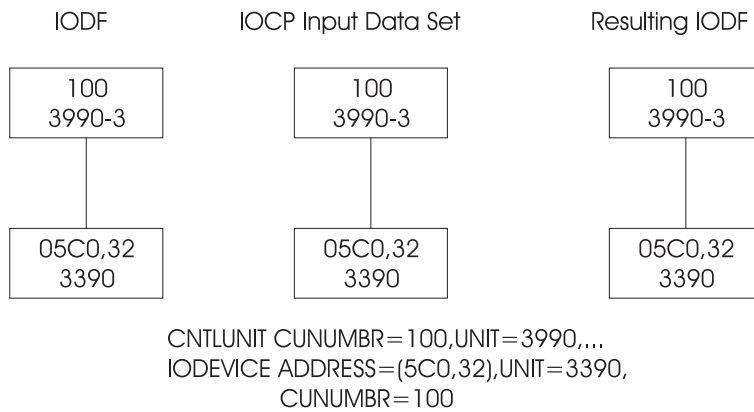 IODF
IOCP Input Data Set
Resulting IODF
100
3990-3
100
3990-3
100
3990-3
05C0,32
3390
05C0,32
3390
05C0,32
3390
CNTLUNIT CUNUMBR=100,UNIT=3990,...
IODEVICE ADDRESS=(5C0,32),UNIT=3390,
CUNUMBR=100